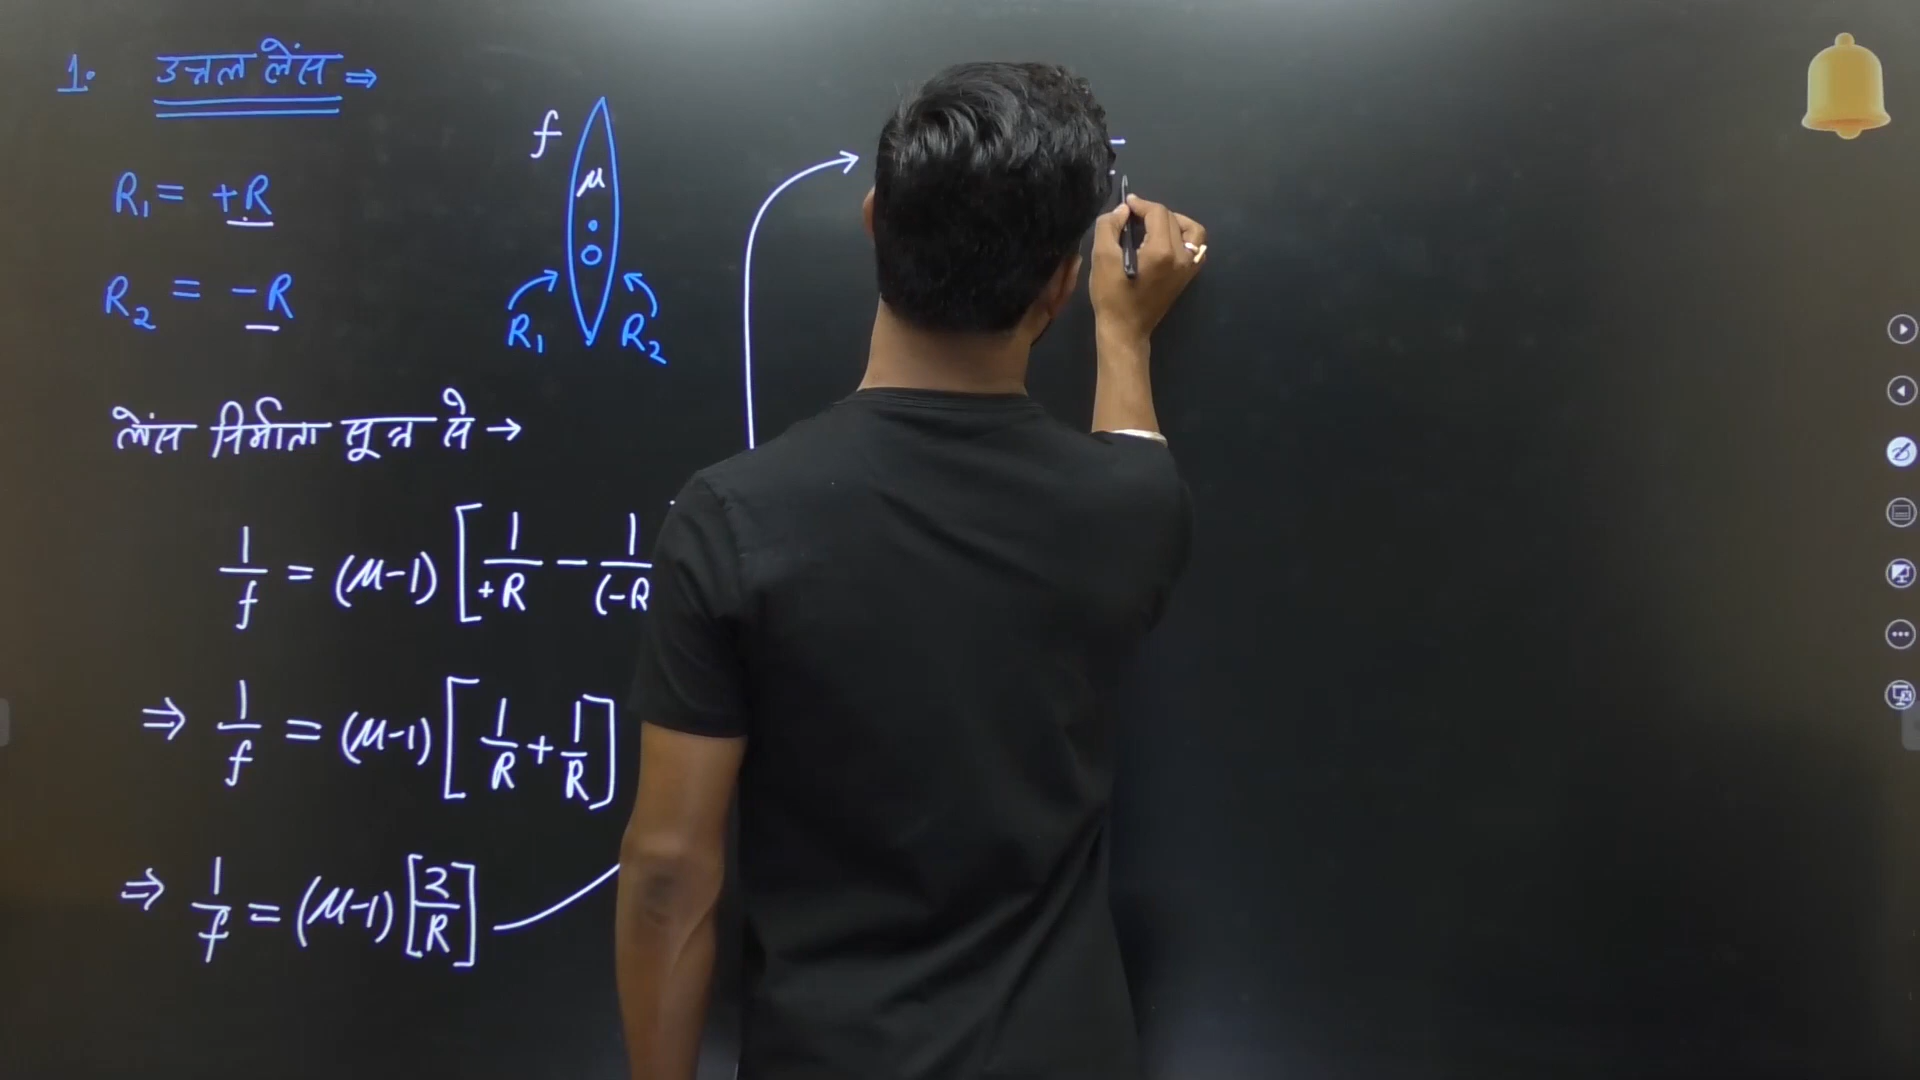 1. उत्तल लेंस ⇒
f
μ
O
R₁ = +R
R₂ = -R
R₁ R₂
लेंस निर्माता सूत्र से →
1/f = (μ-1) [1/+R - 1/(-R
⇒ 1/f = (μ-1) [1/R + 1/R]
⇒ 1/f = (μ-1) [2/R]